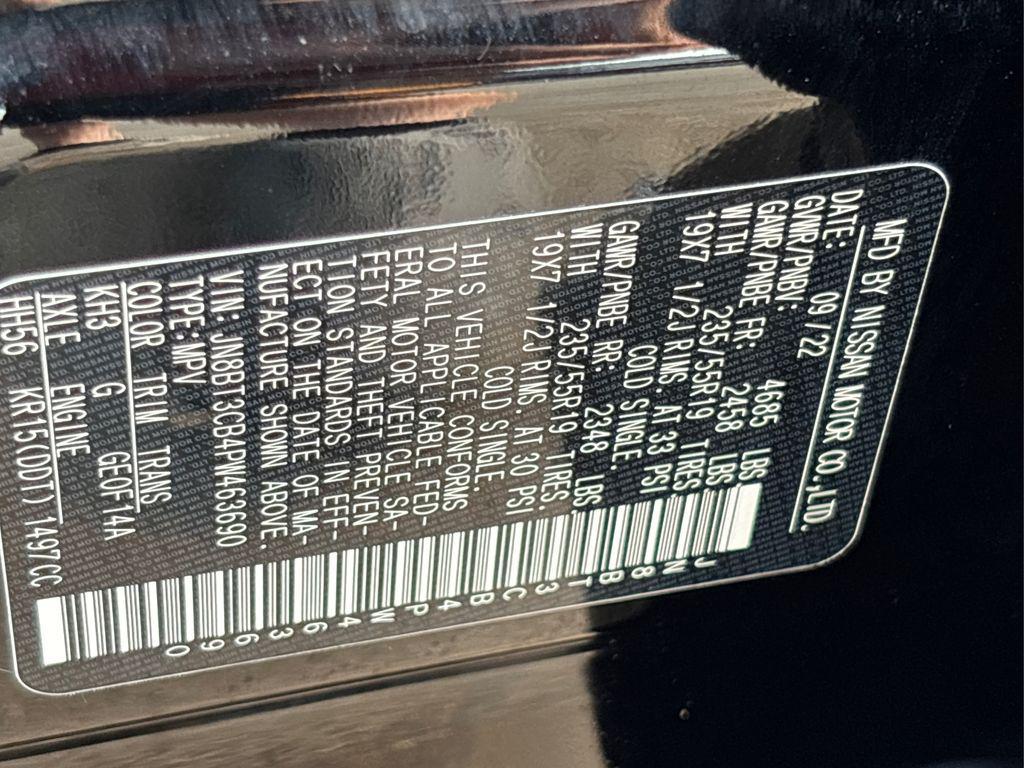 MFD BY NISSAN MOTOR CO.,LTD.
DATE: 09/22
GVWR/PNBV: 4685 LBS
GAWR/PNBE FR: 2458 LBS
WITH 235/55R19 TIRES
19X7 1/2J RIMS. AT 33 PSI
COLD SINGLE.
GAWR/PNBE RR: 2348 LBS
WITH 235/55R19 TIRES.
19X7 1/2J RIMS. AT 30 PSI
COLD SINGLE.
THIS VEHICLE CONFORMS
TO ALL APPLICABLE FED-
ERAL MOTOR VEHICLE SA-
FETY AND THEFT PREVEN-
TION STANDARDS IN EFF-
ECT ON THE DATE OF MA-
NUFACTURE SHOWN ABOVE.
VIN: JN8BT3CB4PW463690
TYPE:MPV
COLOR TRIM TRANS
KH3 G GE0F14A
AXLE ENGINE
HH56 KR15(DDT) 1497CC
JN8BT3CB4PW463690